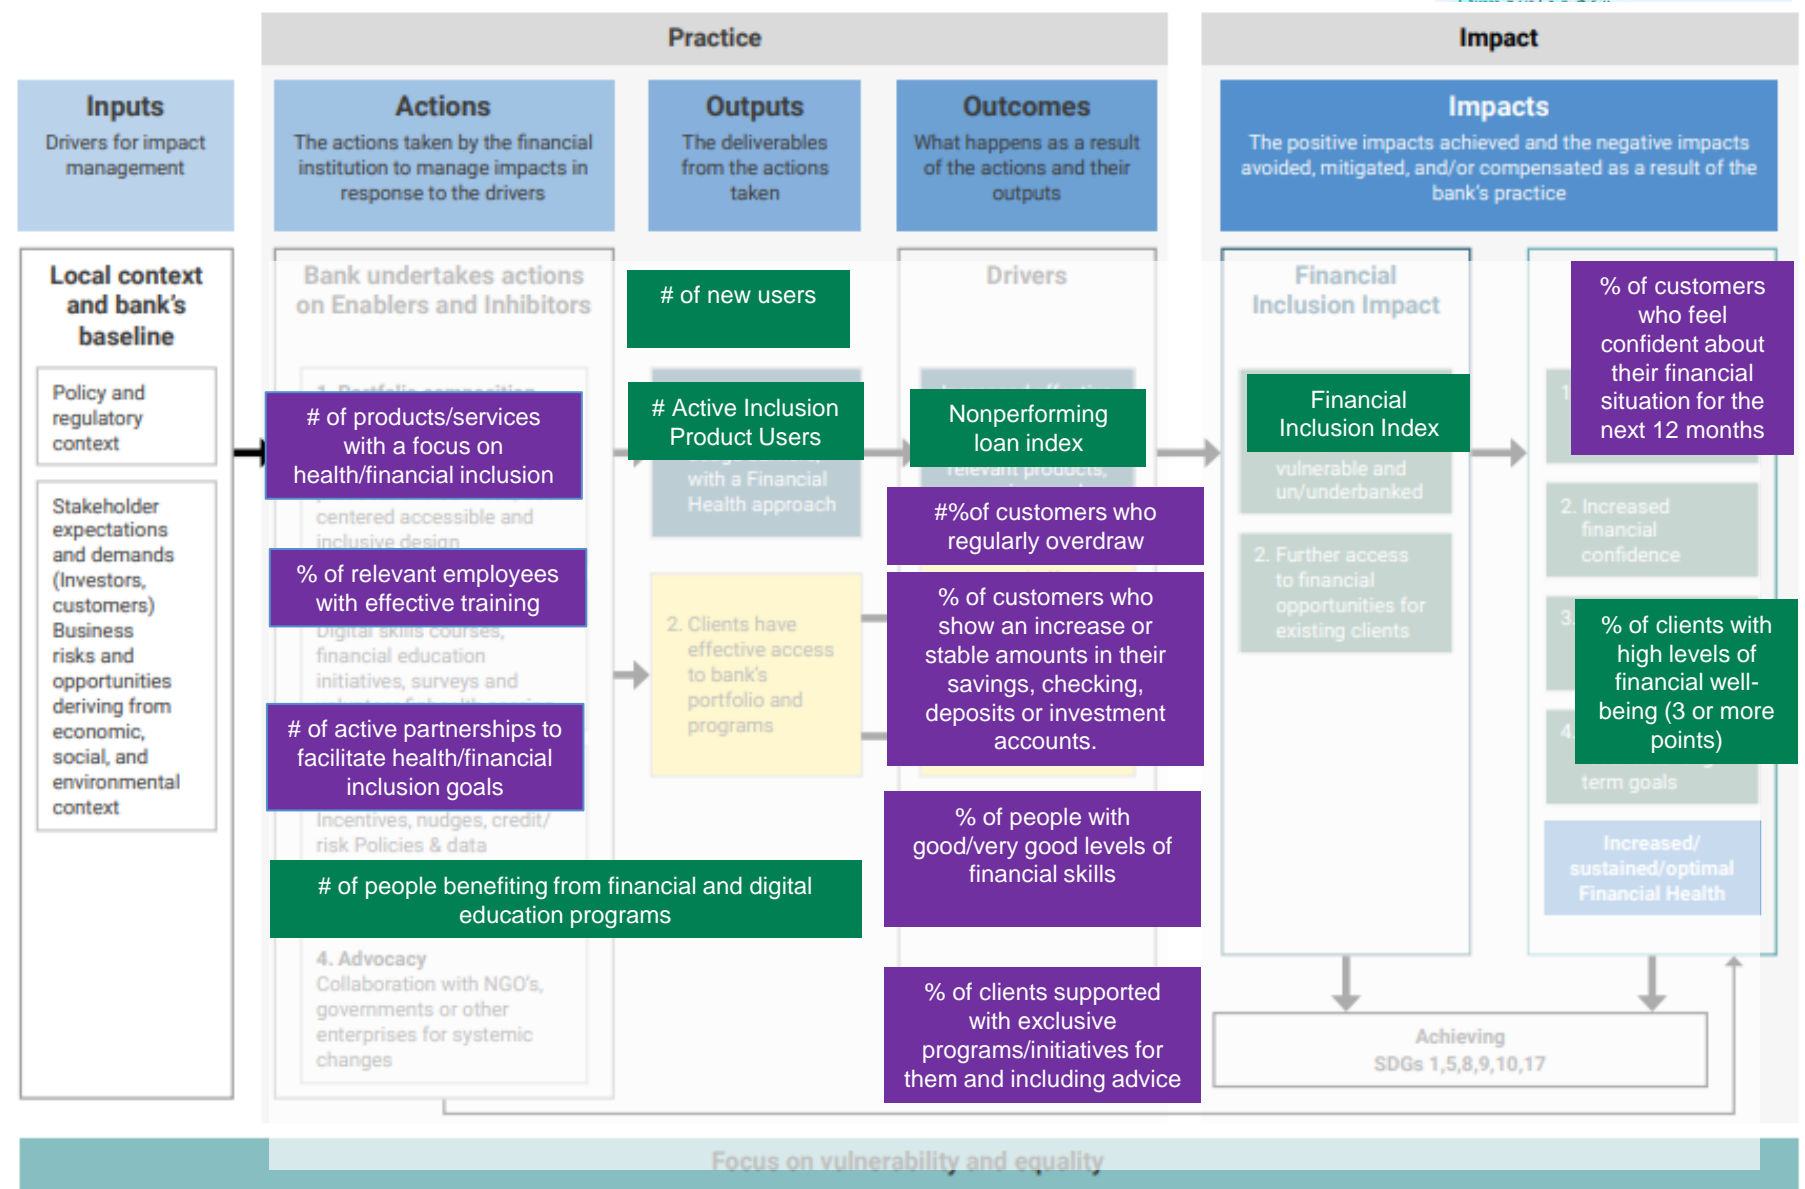 Practice
Impact
Inputs
Drivers for impact
management
Actions
The actions taken by the financial
institution to manage impacts in
response to the drivers
Outputs
The deliverables
from the actions
taken
Outcomes
What happens as a result
of the actions and their
outputs
Impacts
The positive impacts achieved and the negative impacts
avoided, mitigated, and/or compensated as a result of the
bank's practice
Local context
and bank's
baseline
Policy and
regulatory
context
Stakeholder
expectations
and demands
(Investors,
customers)
Business
risks and
opportunities
deriving from
economic,
social, and
environmental
context
Bank undertakes actions
on Enablers and Inhibitors
1. Portfolio composition
# of products/services
with a focus on
health/financial inclusion
centered accessible and
inclusive design
% of relevant employees
with effective training
Digital skills courses,
financial education
initiatives, surveys and
# of active partnerships to
facilitate health/financial
inclusion goals
Incentives, nudges, credit/
risk Policies & data
# of people benefiting from financial and digital
education programs
4. Advocacy
Collaboration with NGO's,
governments or other
enterprises for systemic
changes
# of new users
# Active Inclusion
Product Users
with a Financial
Health approach
2. Clients have
effective access
to bank's
portfolio and
programs
Drivers
Nonperforming
loan index
relevant products,
#%of customers who
regularly overdraw
% of customers who
show an increase or
stable amounts in their
savings, checking,
deposits or investment
accounts.
% of people with
good/very good levels of
financial skills
% of clients supported
with exclusive
programs/initiatives for
them and including advice
Financial
Inclusion Impact
Financial
Inclusion Index
vulnerable and
un/underbanked
2. Further access
to financial
opportunities for
existing clients
% of customers
who feel
confident about
their financial
situation for the
next 12 months
1.
2. Increased
financial
confidence
3.
% of clients with
high levels of
financial well-
being (3 or more
points)
4.
term goals
Increased/
sustained/optimal
Financial Health
Achieving
SDGs 1,5,8,9,10,17
Focus on vulnerability and equality